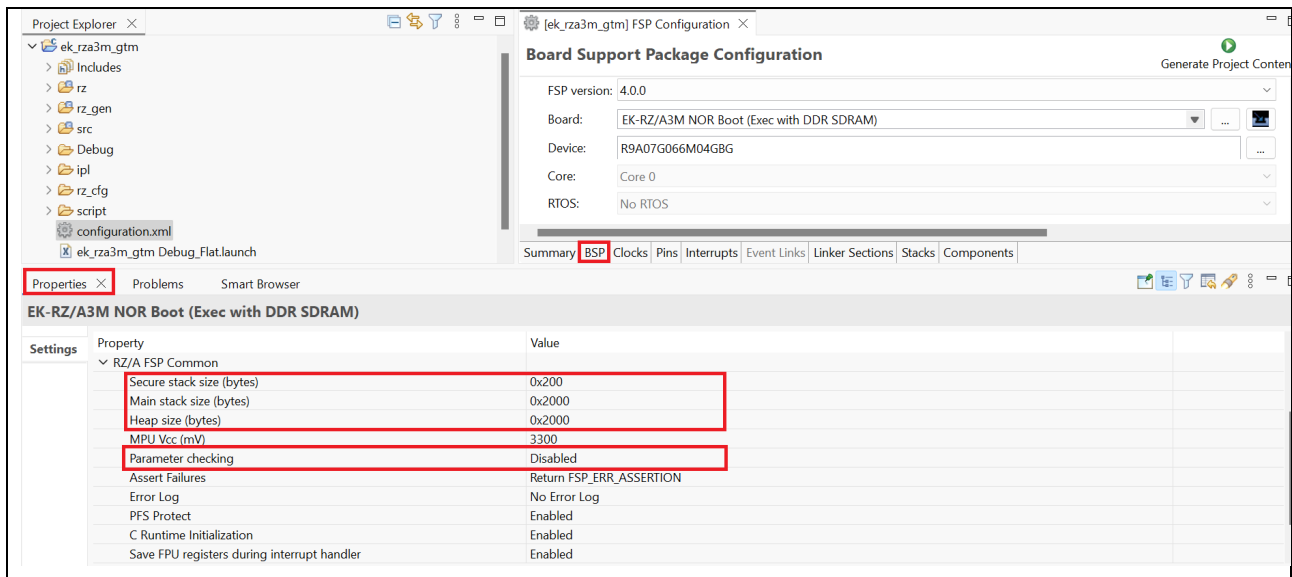 Project Explorer
ek_rza3m_gtm
Includes
rz
rz_gen
src
Debug
ipl
rz_cfg
script
configuration.xml
ek_rza3m_gtm Debug_Flat.launch
[ek_rza3m_gtm] FSP Configuration
Board Support Package Configuration
Generate Project Conten
FSP version: 4.0.0
Board: EK-RZ/A3M NOR Boot (Exec with DDR SDRAM) ...
Device: R9A07G066M04GBG ...
Core: Core 0
RTOS: No RTOS
Summary BSP Clocks Pins Interrupts Event Links Linker Sections Stacks Components
Properties Problems Smart Browser
EK-RZ/A3M NOR Boot (Exec with DDR SDRAM)
Settings
Property Value
RZ/A FSP Common
Secure stack size (bytes) 0x200
Main stack size (bytes) 0x2000
Heap size (bytes) 0x2000
MPU Vcc (mV) 3300
Parameter checking Disabled
Assert Failures Return FSP_ERR_ASSERTION
Error Log No Error Log
PFS Protect Enabled
C Runtime Initialization Enabled
Save FPU registers during interrupt handler Enabled